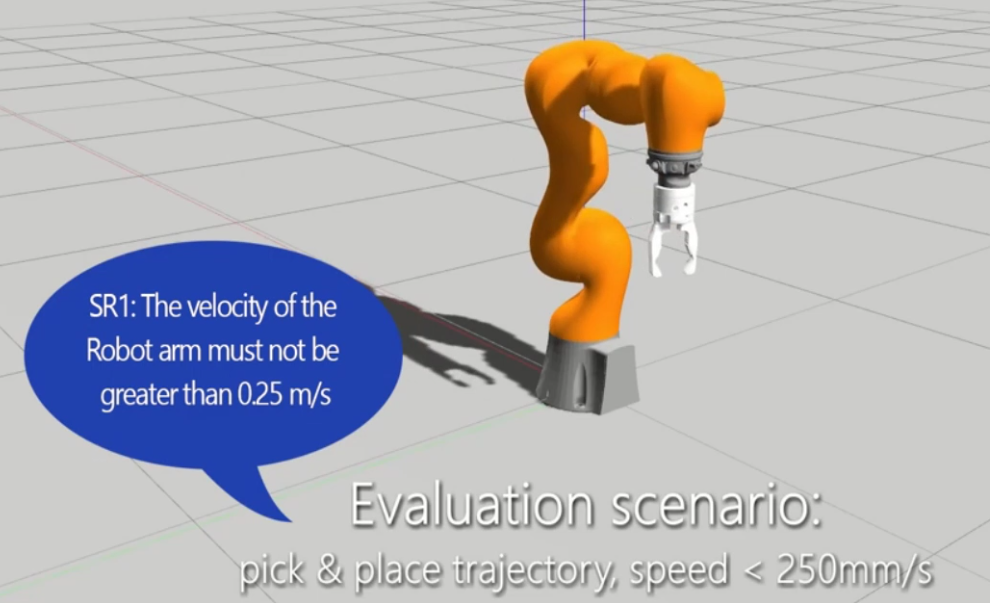 SR1: The velocity of the
Robot arm must not be
greater than 0.25 m/s
Evaluation scenario:
pick & place trajectory, speed < 250mm/s